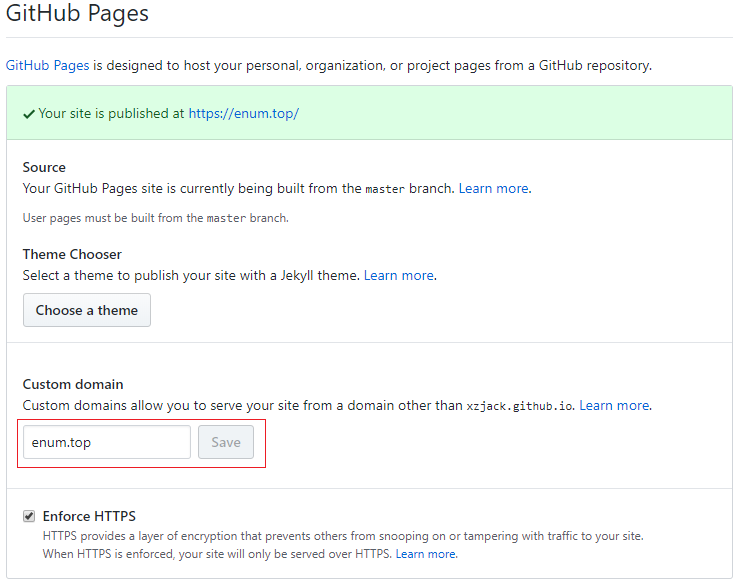 GitHub Pages
GitHub Pages is designed to host your personal, organization, or project pages from a GitHub repository.
Your site is published at https://enum.top/
Source
Your GitHub Pages site is currently being built from the master branch. Learn more.
User pages must be built from the master branch.
Theme Chooser
Select a theme to publish your site with a Jekyll theme. Learn more.
Choose a theme
Custom domain
Custom domains allow you to serve your site from a domain other than xzjack.github.io. Learn more.
enum.top Save
Enforce HTTPS
HTTPS provides a layer of encryption that prevents others from snooping on or tampering with traffic to your site.
When HTTPS is enforced, your site will only be served over HTTPS. Learn more.